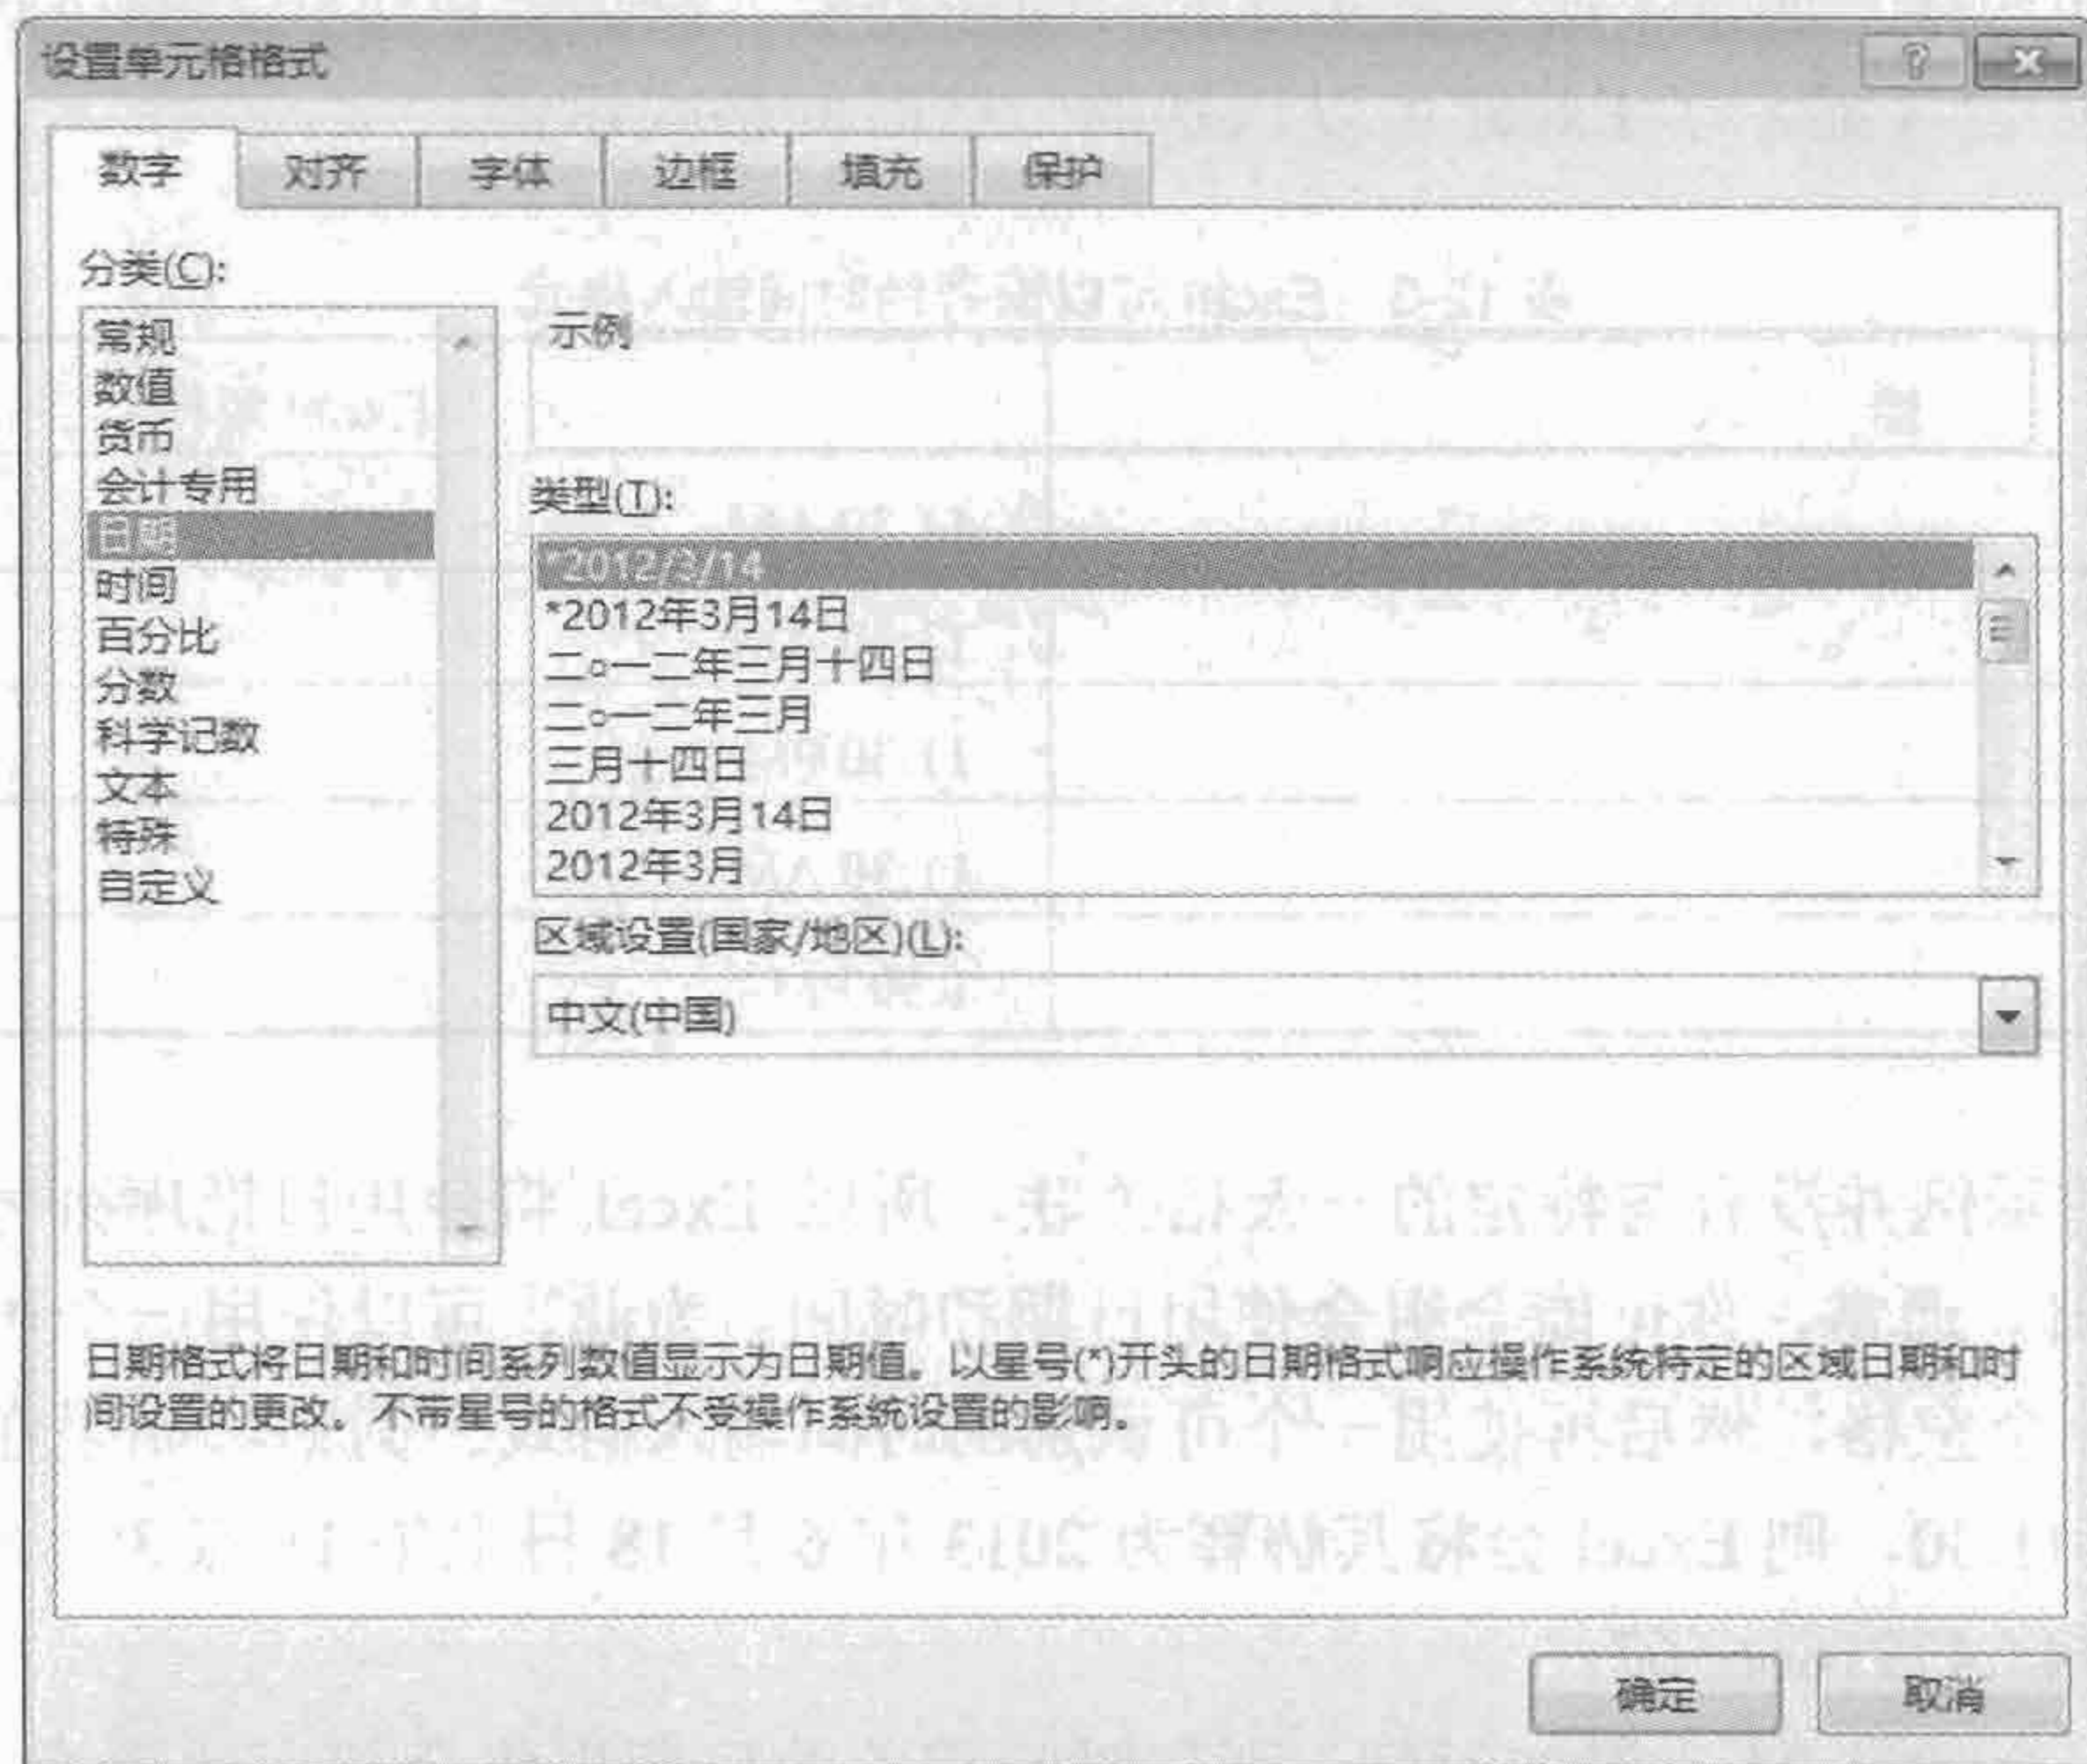 设置单元格格式
数字 对齐 字体 边框 填充 保护
分类(C):
常规
数值
货币
会计专用
日期
时间
百分比
分数
科学记数
文本
特殊
自定义
示例
类型(T):
*2012/3/14
*2012年3月14日
二○一二年三月十四日
二○一二年三月
三月十四日
2012年3月14日
2012年3月
区域设置(国家/地区)(L):
中文(中国)
日期格式将日期和时间系列数值显示为日期值。以星号(*)开头的日期格式响应操作系统特定的区域日期和时
间设置的更改。不带星号的格式不受操作系统设置的影响。
确定 取消